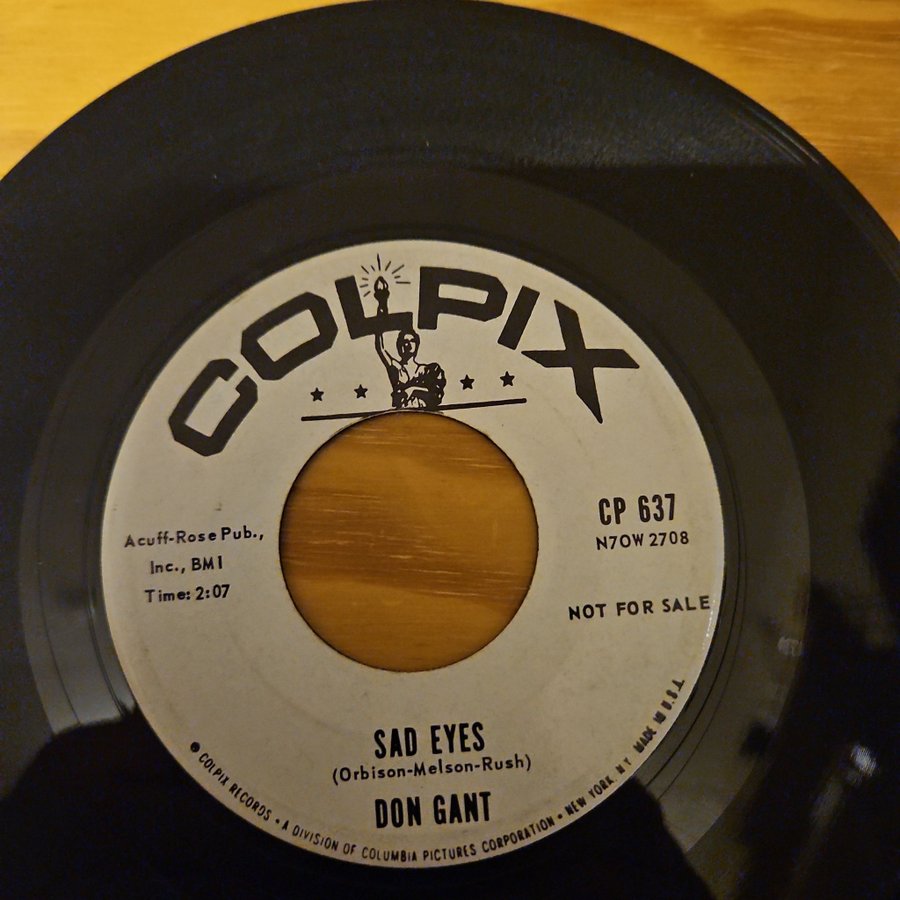 COLPIX
CP 637
N7OW 2708
Acuff-Rose Pub.,
Inc., BMI
Time: 2:07
NOT FOR SALE
SAD EYES
(Orbison-Melson-Rush)
DON GANT
℗ COLPIX RECORDS • A DIVISION OF COLUMBIA PICTURES CORPORATION • NEW YORK, N.Y. MADE IN U.S.A.